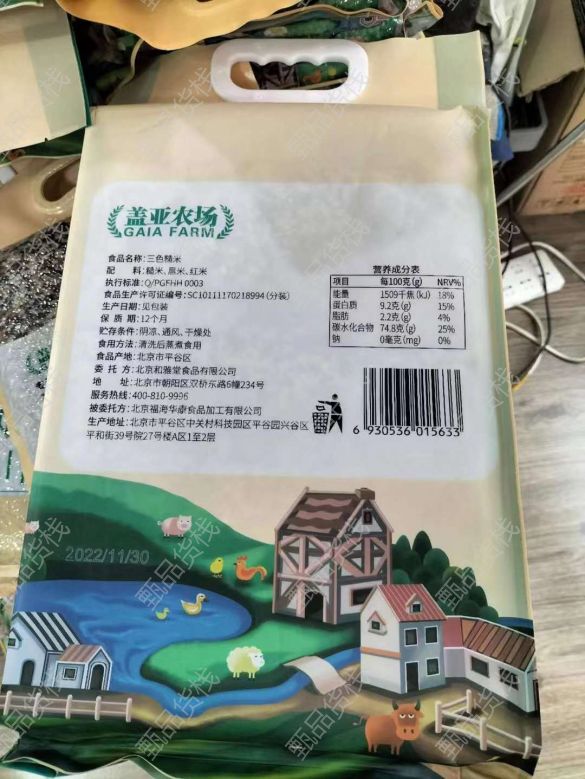 盖亚农场
GAIA FARM
食品名称:三色糙米
配 料:糙米、黑米、红米
执行标准:Q/PGFHH 0003
食品生产许可证编号:SC10111170218994(分装)
生产日期:见包装
保 质 期:12个月
贮存条件:阴凉、通风、干燥处
食用方法:清洗后蒸煮食用
食品产地:北京市平谷区
委 托 方:北京和雅堂食品有限公司
地 址:北京市朝阳区双桥东路6幢234号
服务热线:400-810-9996
被委托方:北京福海华泰食品加工有限公司
生产地址:北京市平谷区中关村科技园区平谷园兴谷区
平和街39号院27号楼A区1至2层
营养成分表
项目 每100克(g) NRV%
能量 1509千焦(kJ) 18%
蛋白质 9.2克(g) 15%
脂肪 2.2克(g) 4%
碳水化合物 74.8克(g) 25%
钠 0毫克(mg) 0%
6 930536 015633
2022/11/30
甄品货栈